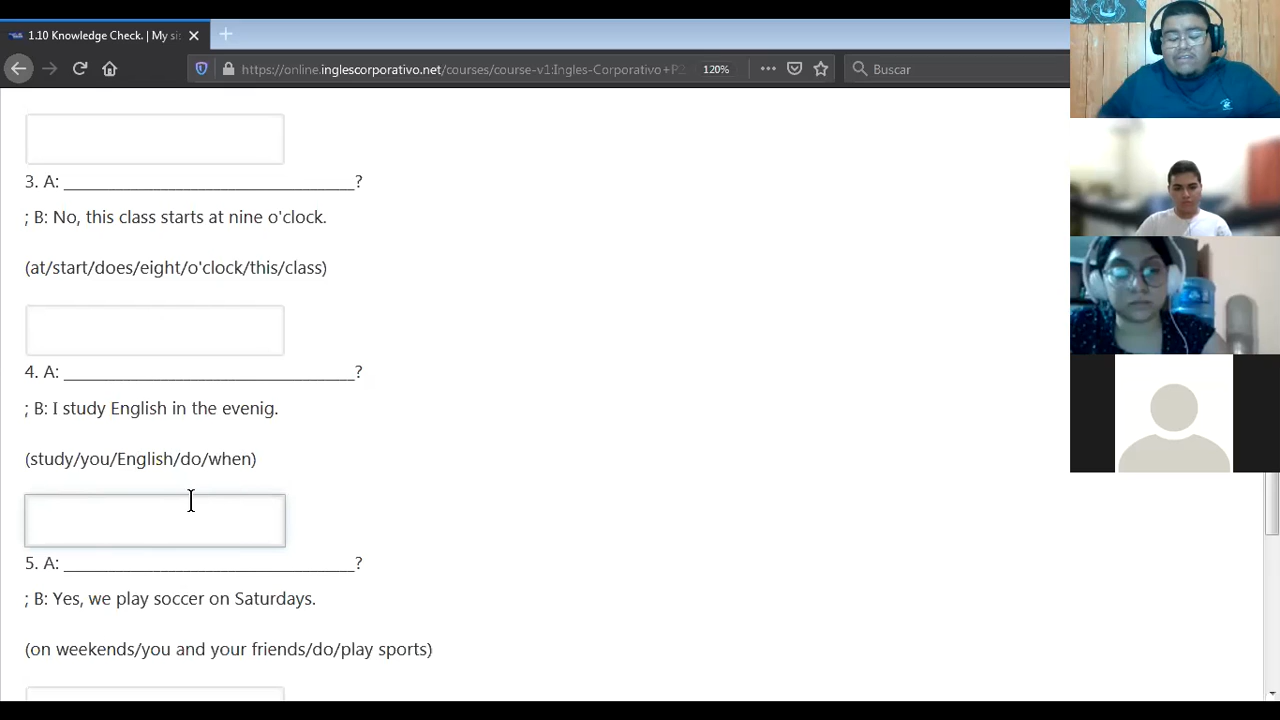 1.10 Knowledge Check. | My si
https://online.inglescorporativo.net/courses/course-v1:Ingles-Corporativo+P2
120%
Buscar
3. A: __________________________________?
; B: No, this class starts at nine o'clock.
(at/start/does/eight/o'clock/this/class)
4. A: __________________________________?
; B: I study English in the evenig.
(study/you/English/do/when)
5. A: __________________________________?
; B: Yes, we play soccer on Saturdays.
(on weekends/you and your friends/do/play sports)